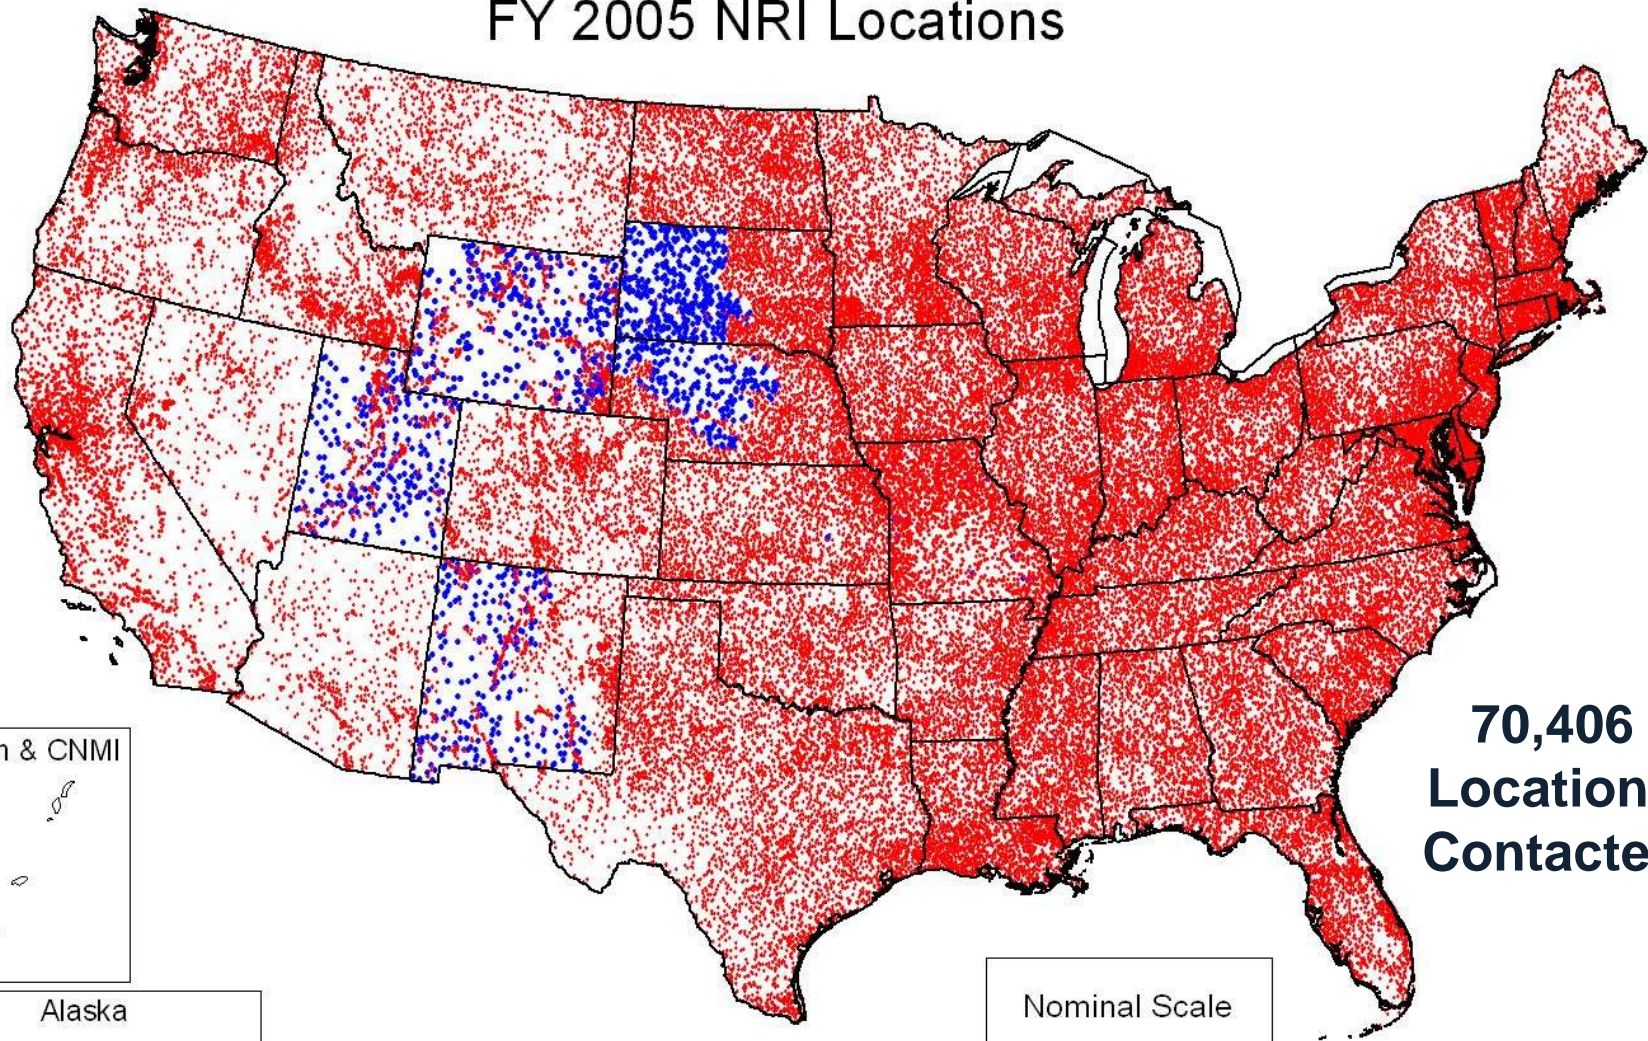 FY 2005 NRI Locations
70,406
Location
Contacte
& CNMI
Alaska
Nominal Scale